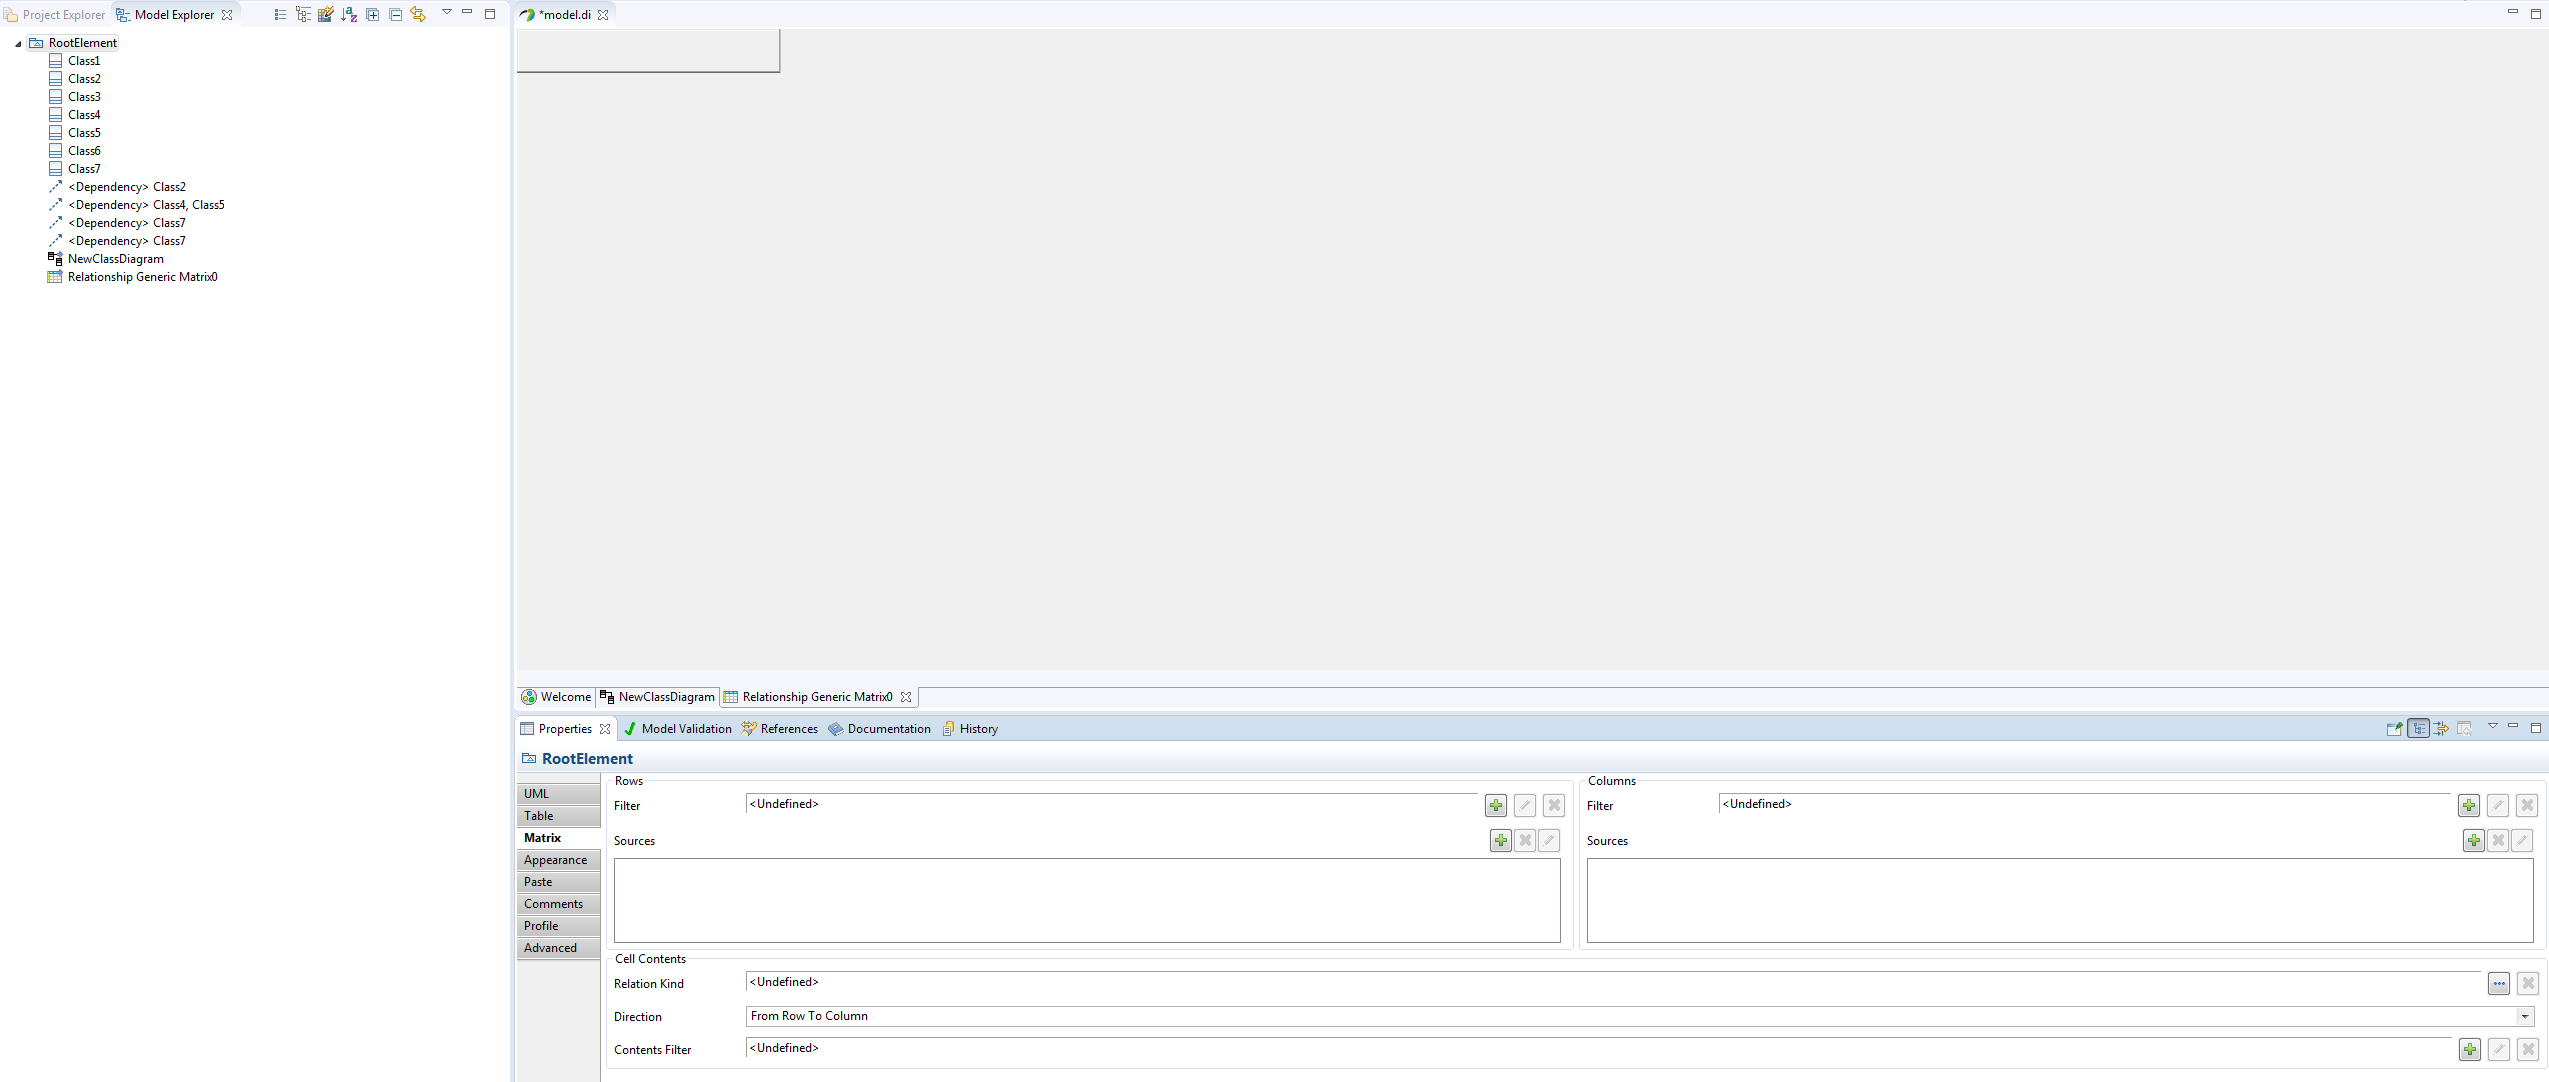 Project Explorer Model Explorer
RootElement
Class1
Class2
Class3
Class4
Class5
Class6
Class7
<Dependency> Class2
<Dependency> Class4, Class5
<Dependency> Class7
<Dependency> Class7
NewClassDiagram
Relationship Generic Matrix0
*model.di
Welcome NewClassDiagram Relationship Generic Matrix0
Properties Model Validation References Documentation History
RootElement
UML
Table
Matrix
Appearance
Paste
Comments
Profile
Advanced
Rows
Filter <Undefined>
Sources
Columns
Filter <Undefined>
Sources
Cell Contents
Relation Kind <Undefined>
Direction From Row To Column
Contents Filter <Undefined>